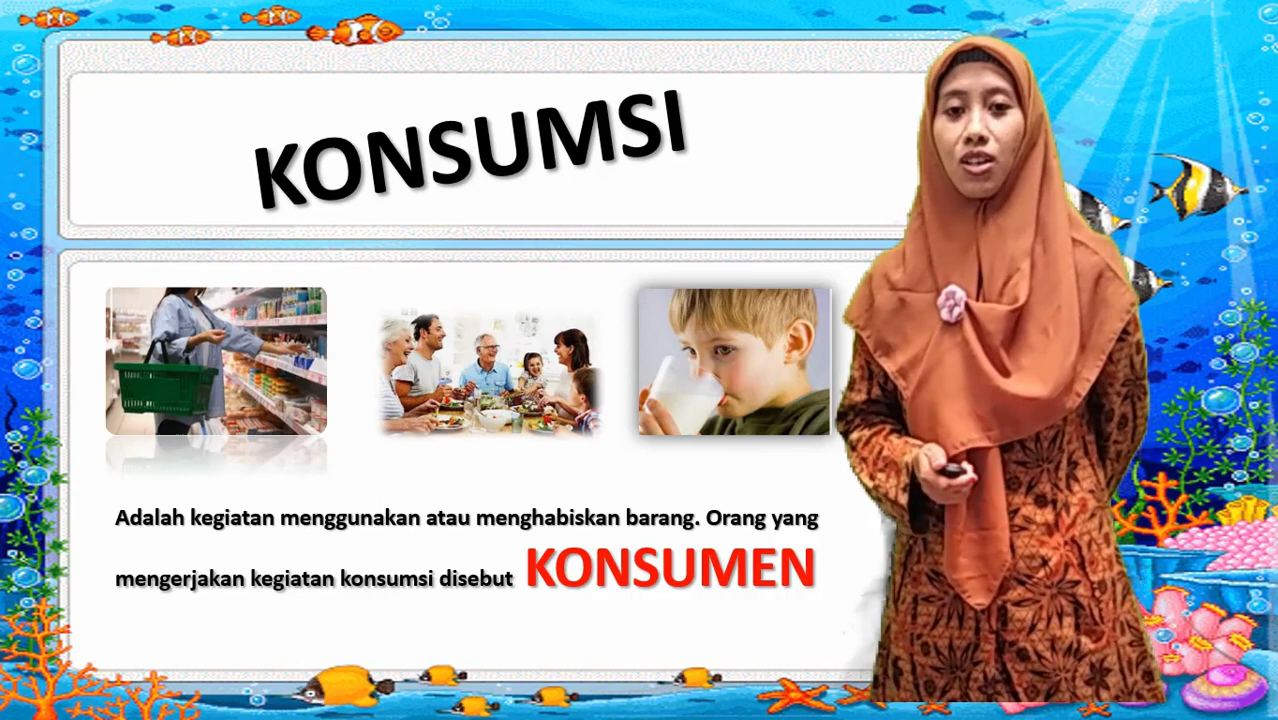 KONSUMSI
Adalah kegiatan menggunakan atau menghabiskan barang. Orang yang
mengerjakan kegiatan konsumsi disebut KONSUMEN